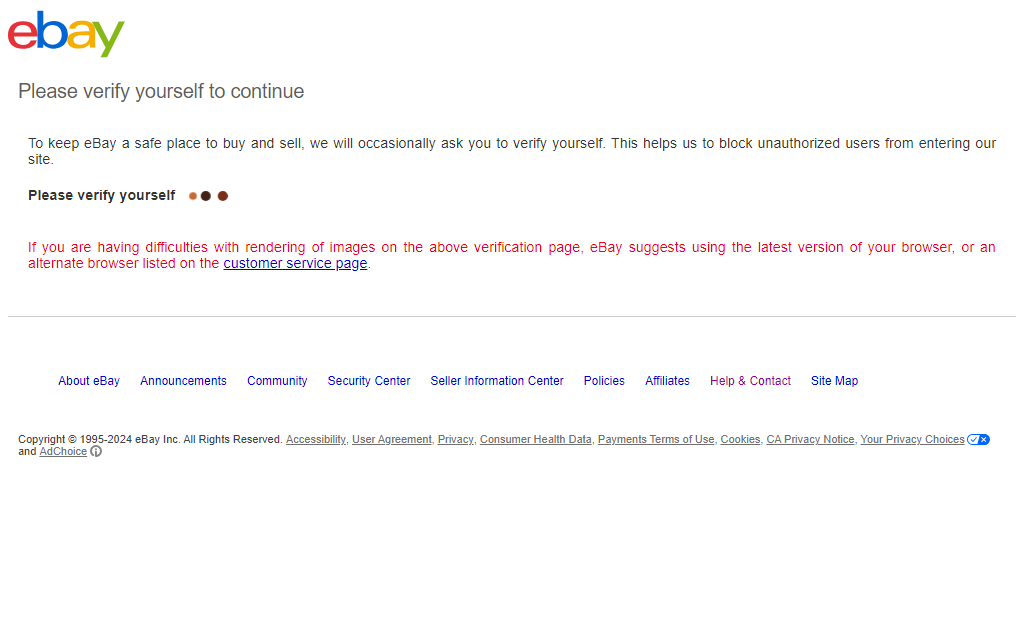 ebay
Please verify yourself to continue
To keep eBay a safe place to buy and sell, we will occasionally ask you to verify yourself. This helps us to block unauthorized users from entering our
site.
Please verify yourself
If you are having difficulties with rendering of images on the above verification page, eBay suggests using the latest version of your browser, or an
alternate browser listed on the customer service page.
About eBay Announcements Community Security Center Seller Information Center Policies Affiliates Help & Contact Site Map
Copyright © 1995-2024 eBay Inc. All Rights Reserved. Accessibility, User Agreement, Privacy, Consumer Health Data, Payments Terms of Use, Cookies, CA Privacy Notice, Your Privacy Choices
and AdChoice